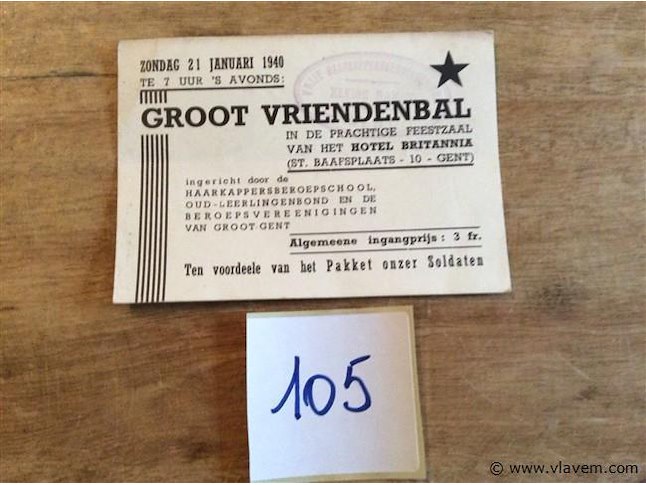 ZONDAG 21 JANUARI 1940
TE 7 UUR 'S AVONDS:
GROOT VRIENDENBAL
IN DE PRACHTIGE FEESTZAAL
VAN HET HOTEL BRITANNIA
(ST. BAAFSPLAATS - 10 - GENT)
ingericht door de
HAARKAPPERSBEROEPSCHOOL,
OUD-LEERLINGENBOND EN DE
BEROEPSVEREENIGINGEN
VAN GROOT-GENT
Algemeene ingangprijs : 3 fr.
Ten voordeele van het Pakket onzer Soldaten
105
© www.vlavem.com